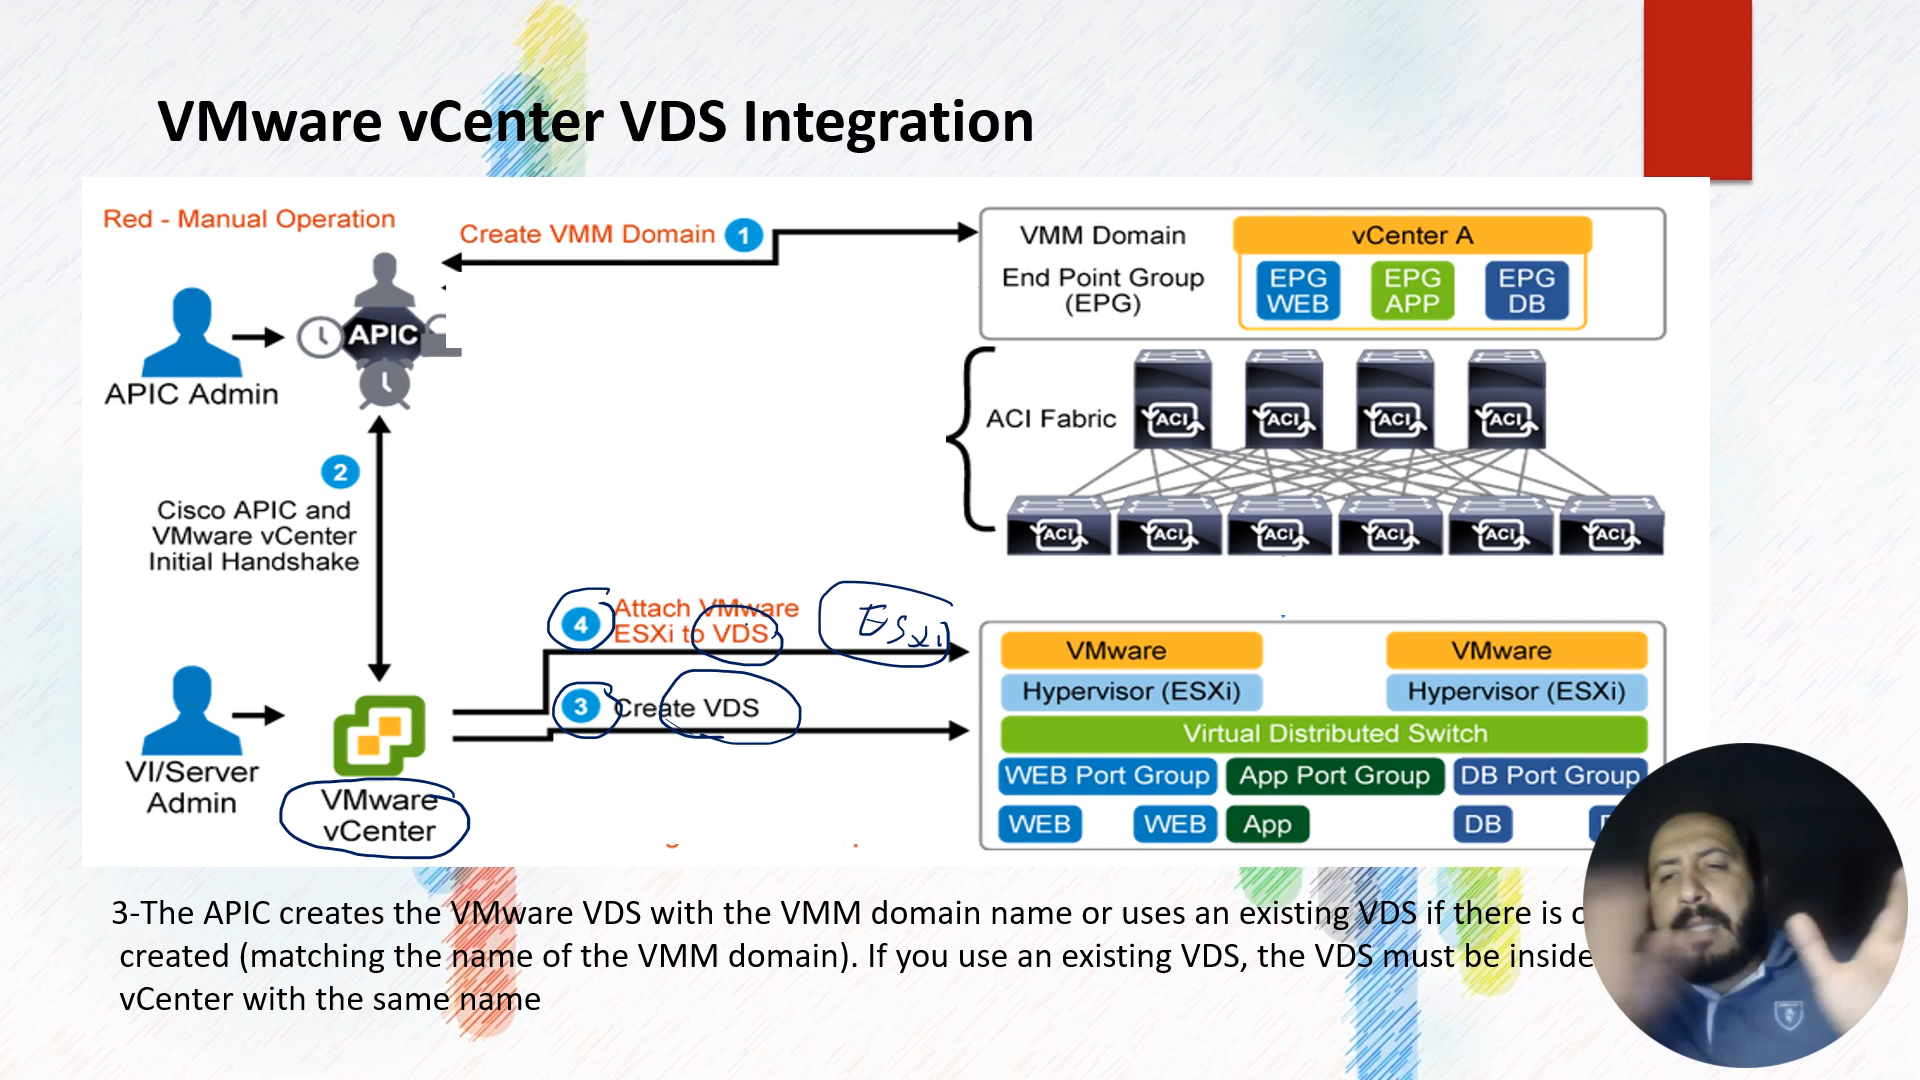 VMware vCenter VDS Integration
Red - Manual Operation
Create VMM Domain 1
VMM Domain
vCenter A
End Point Group
(EPG)
EPG
WEB
EPG
APP
EPG
DB
APIC
APIC Admin
ACI Fabric
ACI
ACI
ACI
ACI
ACI
ACI
ACI
ACI
ACI
ACI
2
Cisco APIC and
VMware vCenter
Initial Handshake
4
Attach VMware
ESXi to VDS
ESXi
3
Create VDS
VI/Server
Admin
VMware
vCenter
VMware
VMware
Hypervisor (ESXi)
Hypervisor (ESXi)
Virtual Distributed Switch
WEB Port Group
App Port Group
DB Port Group
WEB
WEB
App
DB
3-The APIC creates the VMware VDS with the VMM domain name or uses an existing VDS if there is
created (matching the name of the VMM domain). If you use an existing VDS, the VDS must be inside
vCenter with the same name